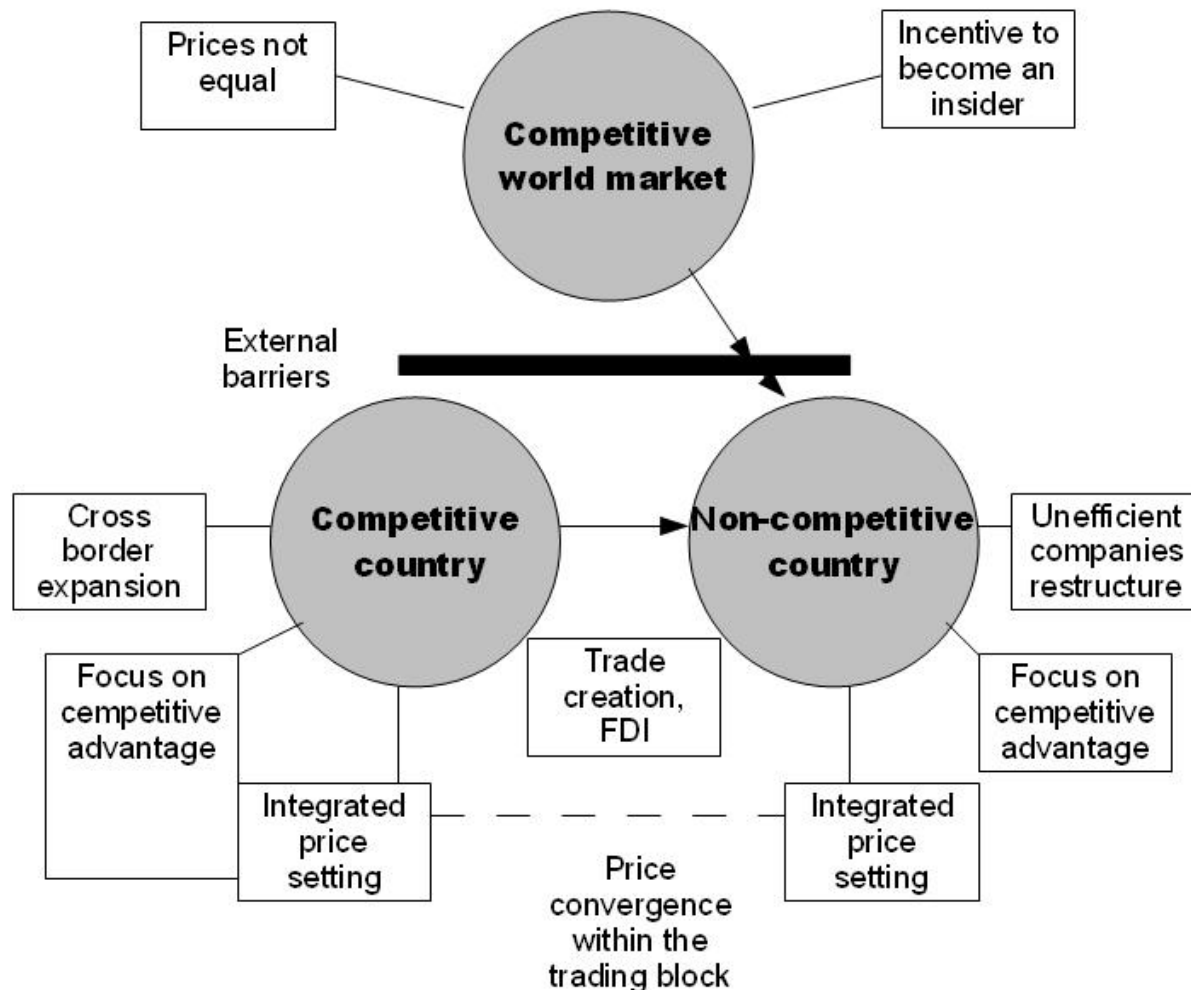 Prices not
equal
Incentive to
become an
insider
Competitive
world market
External
barriers
Cross
border
expansion
Competitive
country
Non-competitive
country
Unefficient
companies
restructure
Focus on
cempetitive
advantage
Trade
creation,
FDI
Focus on
cempetitive
advantage
Integrated
price
setting
Integrated
price
setting
Price
convergence
within the
trading block